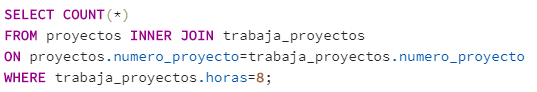 SELECT COUNT(*)
FROM proyectos INNER JOIN trabaja_proyectos
ON proyectos.numero_proyecto=trabaja_proyectos.numero_proyecto
WHERE trabaja_proyectos.horas=8;